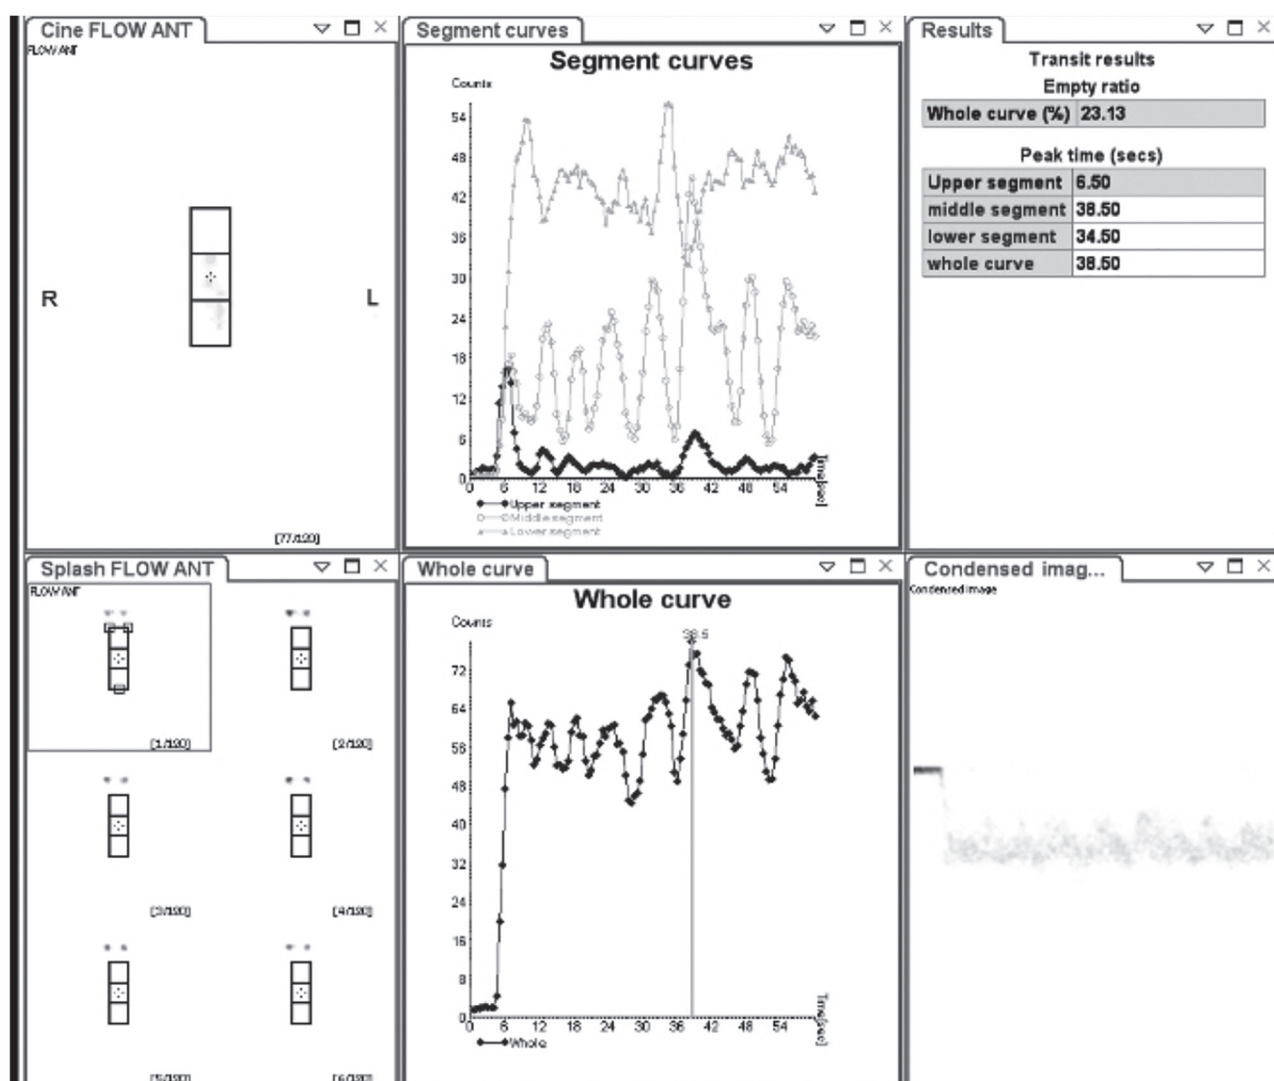 Cine FLOW ANT
FLOW ANT
R
L
[77/120]
Segment curves
Segment curves
Counts
54
48
42
36
30
24
18
12
6
0
0 6 12 18 24 30 36 42 48 54
Time[sec]
Upper segment
Middle segment
Lower segment
Results
Transit results
Empty ratio
Whole curve (%) 23.13
Peak time (secs)
Upper segment 6.50
middle segment 38.50
lower segment 34.50
whole curve 38.50
Splash FLOW ANT
FLOW ANT
[1/120]
[2/120]
[3/120]
[4/120]
[5/120]
[6/120]
Whole curve
Whole curve
Counts
38.5
72
64
56
48
40
32
24
16
8
0
0 6 12 18 24 30 36 42 48 54
Time[sec]
Whole
Condensed imag...
Condensed Image